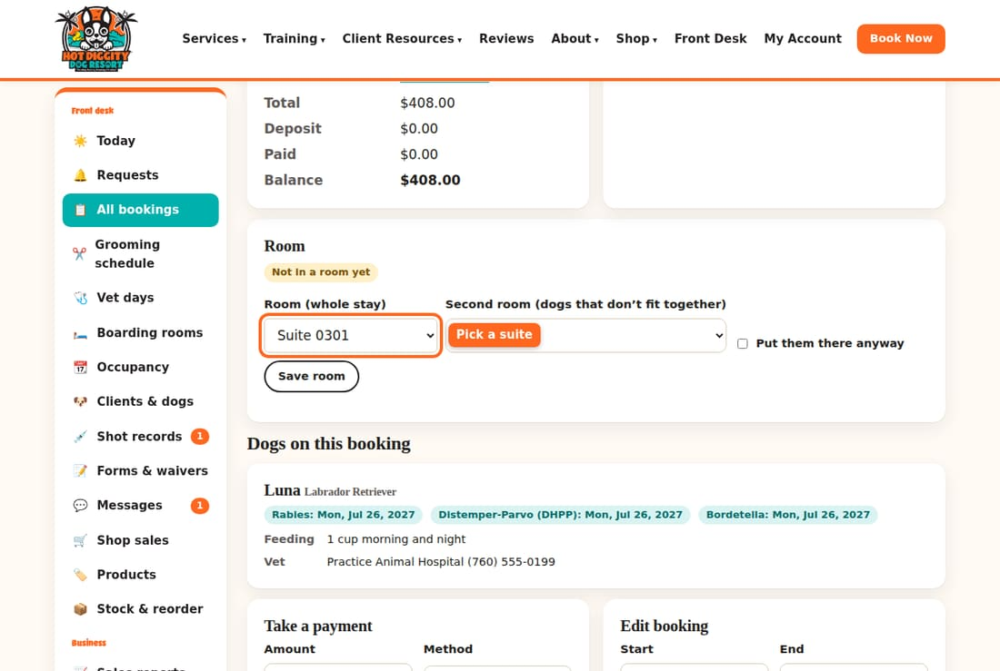 HOT DIGGITY
DOG RESORT
Services ▾
Training ▾
Client Resources ▾
Reviews
About ▾
Shop ▾
Front Desk
My Account
Book Now
Front desk
Today
Requests
All bookings
Grooming
schedule
Vet days
Boarding rooms
Occupancy
Clients & dogs
Shot records 1
Forms & waivers
Messages 1
Shop sales
Products
Stock & reorder
Business
Total $408.00
Deposit $0.00
Paid $0.00
Balance $408.00
Room
Not in a room yet
Room (whole stay)
Second room (dogs that don’t fit together)
Suite 0301
Pick a suite
Put them there anyway
Save room
Dogs on this booking
Luna Labrador Retriever
Rabies: Mon, Jul 26, 2027
Distemper-Parvo (DHPP): Mon, Jul 26, 2027
Bordetella: Mon, Jul 26, 2027
Feeding 1 cup morning and night
Vet Practice Animal Hospital (760) 555-0199
Take a payment
Amount
Method
Edit booking
Start
End